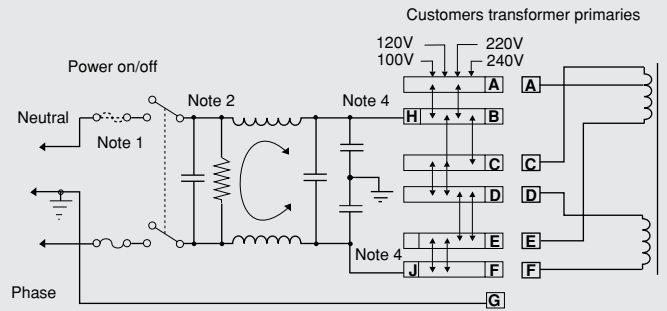 Customers transformer primaries
120V 220V
100V 240V
Power on/off
Note 2 Note 4
A A
Neutral
H B
Note 1
C C
D D
E E
Note 4
J F F
Phase
G